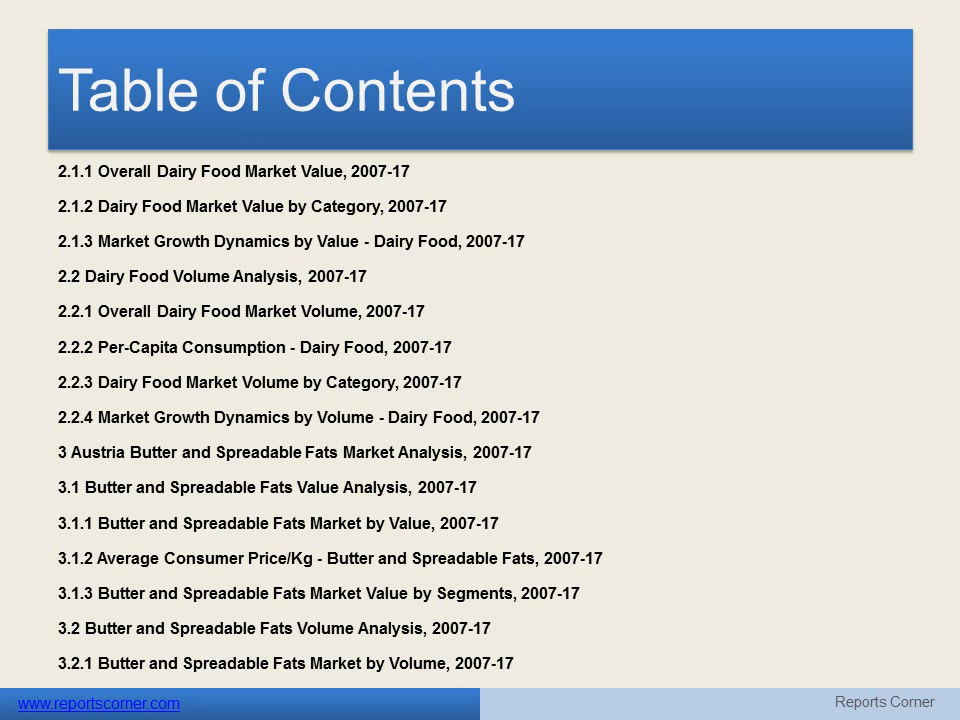 Table of Contents
2.1.1 Overall Dairy Food Market Value, 2007-17
2.1.2 Dairy Food Market Value by Category, 2007-17
2.1.3 Market Growth Dynamics by Value - Dairy Food, 2007-17
2.2 Dairy Food Volume Analysis, 2007-17
2.2.1 Overall Dairy Food Market Volume, 2007-17
2.2.2 Per-Capita Consumption - Dairy Food, 2007-17
2.2.3 Dairy Food Market Volume by Category, 2007-17
2.2.4 Market Growth Dynamics by Volume - Dairy Food, 2007-17
3 Austria Butter and Spreadable Fats Market Analysis, 2007-17
3.1 Butter and Spreadable Fats Value Analysis, 2007-17
3.1.1 Butter and Spreadable Fats Market by Value, 2007-17
3.1.2 Average Consumer Price/Kg - Butter and Spreadable Fats, 2007-17
3.1.3 Butter and Spreadable Fats Market Value by Segments, 2007-17
3.2 Butter and Spreadable Fats Volume Analysis, 2007-17
3.2.1 Butter and Spreadable Fats Market by Volume, 2007-17
www.reportscorner.com
Reports Corner